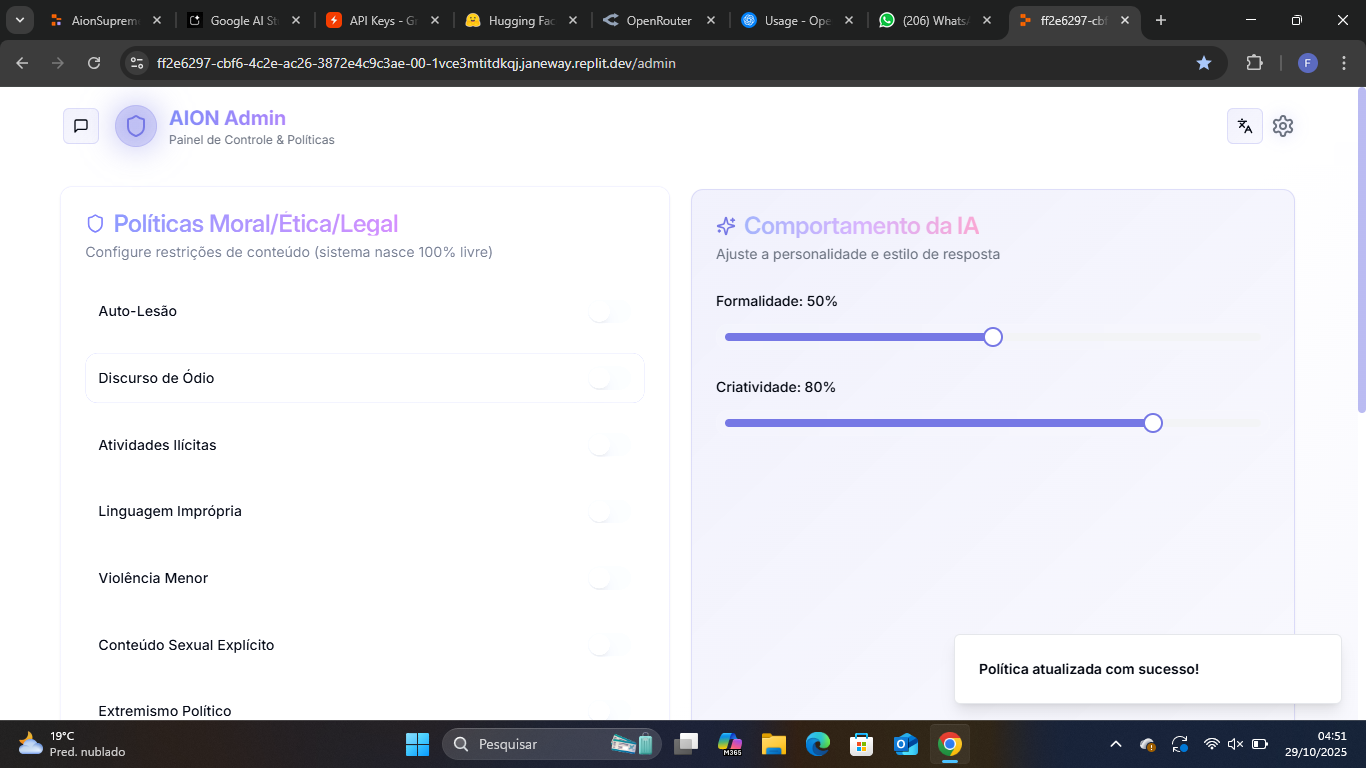 AionSupreme
Google AI St
API Keys - Gr
Hugging Fac
OpenRouter
Usage - Ope
(206) WhatsA
ff2e6297-cbf
ff2e6297-cbf6-4c2e-ac26-3872e4c9c3ae-00-1vce3mtitdkqj.janeway.replit.dev/admin
F
AION Admin
Painel de Controle & Políticas
Políticas Moral/Ética/Legal
Configure restrições de conteúdo (sistema nasce 100% livre)
Auto-Lesão
Discurso de Ódio
Atividades Ilícitas
Linguagem Imprópria
Violência Menor
Conteúdo Sexual Explícito
Extremismo Político
Comportamento da IA
Ajuste a personalidade e estilo de resposta
Formalidade: 50%
Criatividade: 80%
Política atualizada com sucesso!
19°C
Pred. nublado
Pesquisar
M365
04:51
29/10/2025